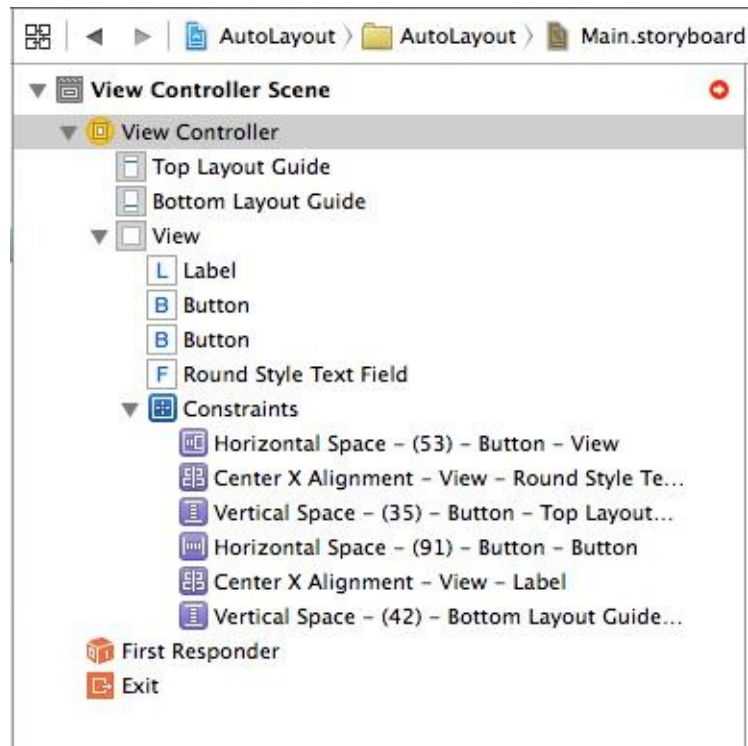 AutoLayout 〉 AutoLayout 〉 Main.storyboard
View Controller Scene
View Controller
Top Layout Guide
Bottom Layout Guide
View
L Label
B Button
B Button
F Round Style Text Field
Constraints
Horizontal Space – (53) – Button – View
Center X Alignment – View – Round Style Te...
Vertical Space – (35) – Button – Top Layout...
Horizontal Space – (91) – Button – Button
Center X Alignment – View – Label
Vertical Space – (42) – Bottom Layout Guide...
First Responder
Exit